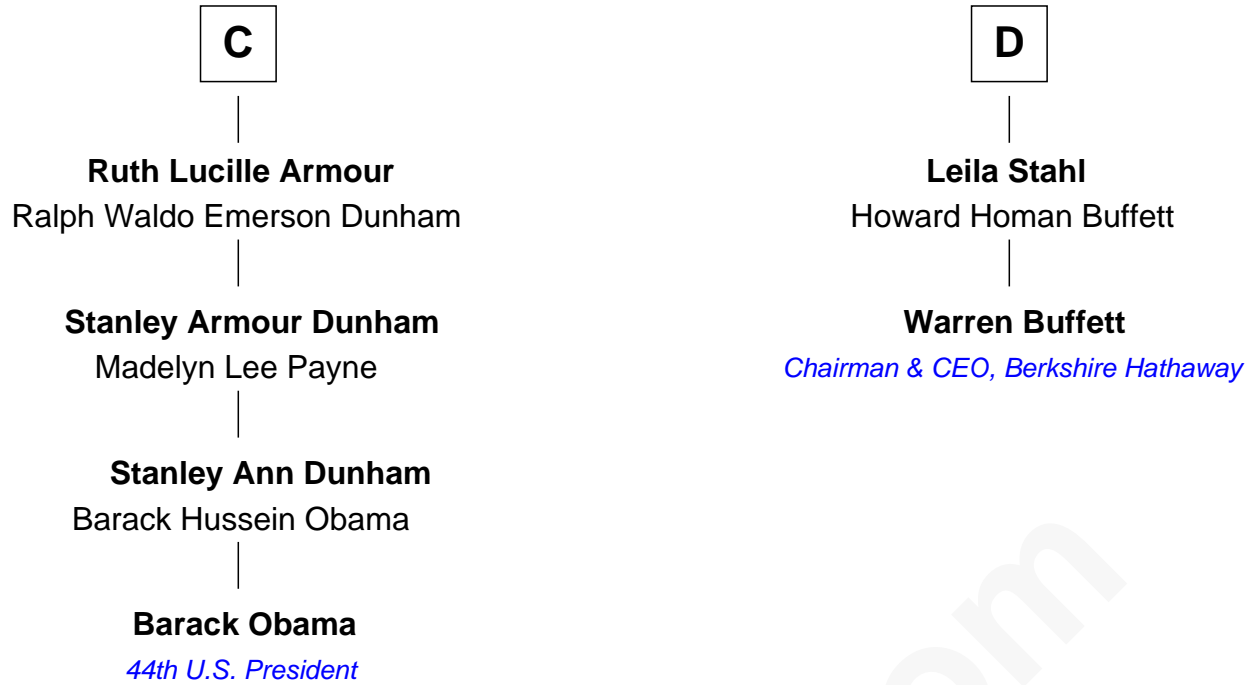 C
Ruth Lucille Armour
Ralph Waldo Emerson Dunham
Stanley Armour Dunham
Madelyn Lee Payne
Stanley Ann Dunham
Barack Hussein Obama
Barack Obama
44th U.S. President
D
Leila Stahl
Howard Homan Buffett
Warren Buffett
Chairman & CEO, Berkshire Hathaway
om